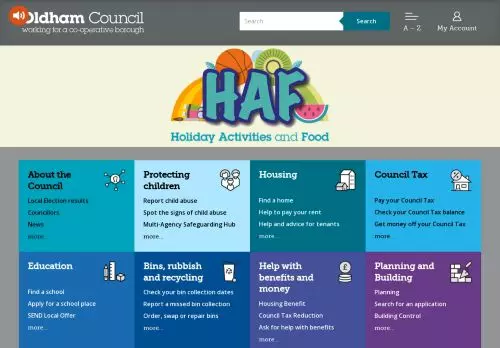 Oldham Council
working for a co-operative borough
Search
Search
A – Z
My Account
HAF
Holiday Activities and Food
About the Council
Local Election results
Councillors
News
more...
Protecting children
Report child abuse
Spot the signs of child abuse
Multi-Agency Safeguarding Hub
more...
Housing
Find a home
Help to pay your rent
Help and advice for tenants
more...
Council Tax
Pay your Council Tax
Check your Council Tax balance
Get money off your Council Tax
more...
Education
Find a school
Apply for a school place
SEND Local Offer
more...
Bins, rubbish and recycling
Check your bin collection dates
Report a missed bin collection
Order, swap or repair bins
more...
Help with benefits and money
Housing Benefit
Council Tax Reduction
Ask for help with benefits
more...
Planning and Building
Planning
Search for an application
Building Control
more...